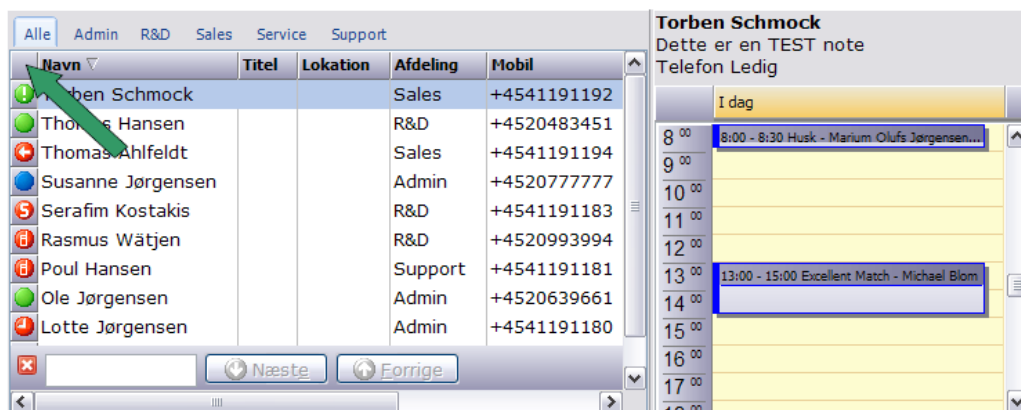 Alle Admin R&D Sales Service Support
Navn Titel Lokation Afdeling Mobil
Torben Schmock Sales +4541191192
Thomas Hansen R&D +4520483451
Thomas Ahlfeldt Sales +4541191194
Susanne Jørgensen Admin +4520777777
Serafim Kostakis R&D +4541191183
Rasmus Wätjen R&D +4520993994
Poul Hansen Support +4541191181
Ole Jørgensen Admin +4520639661
Lotte Jørgensen Admin +4541191180
Næste Forrige
Torben Schmock
Dette er en TEST note
Telefon Ledig
I dag
8 00
8:00 - 8:30 Husk - Marium Olufs Jørgensen...
9 00
10 00
11 00
12 00
13 00
13:00 - 15:00 Excellent Match - Michael Blom
14 00
15 00
16 00
17 00